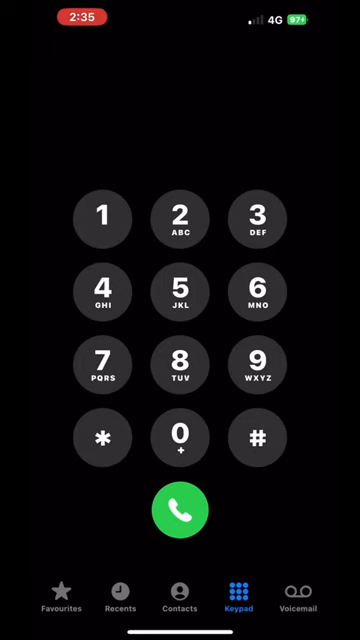 2:35
4G 97
1 2 3
ABC DEF
4 5 6
GHI JKL MNO
7 8 9
PQRS TUV WXYZ
* 0 #
+
Favourites Recents Contacts Keypad Voicemail